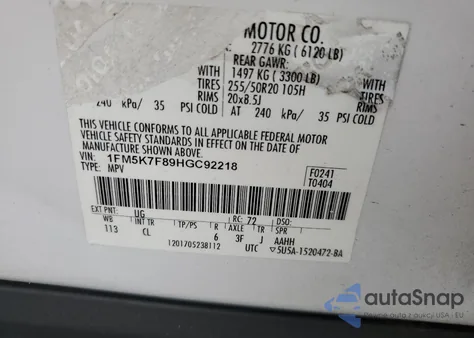 MOTOR CO.
2776 KG ( 6120 LB)
REAR GAWR:
WITH 1497 KG ( 3300 LB)
TIRES 255/50R20 105H
RIMS 20x8.5J
240 kPa/ 35 PSI COLD AT 240 kPa/ 35 PSI COLD
THIS VEHICLE CONFORMS TO ALL APPLICABLE FEDERAL MOTOR
VEHICLE SAFETY STANDARDS IN EFFECT ON THE DATE OF
MANUFACTURE SHOWN ABOVE.
VIN: 1FM5K7F89HGC92218
TYPE: MPV
F0241
T0404
EXT PNT: UG RC: 72 DSO:
WB INT TR TP/PS R AXLE TR SPR
113 CL 6 3F J AAHH
1201705238112 UTC 5U5A-1520472-BA
autoSnap